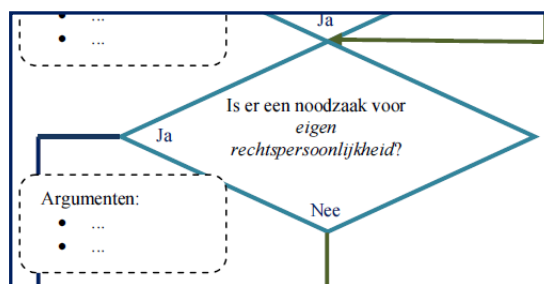 • ...
• ...
Ja
Is er een noodzaak voor
eigen
rechtspersoonlijkheid?
Ja
Argumenten:
• ...
• ...
Nee